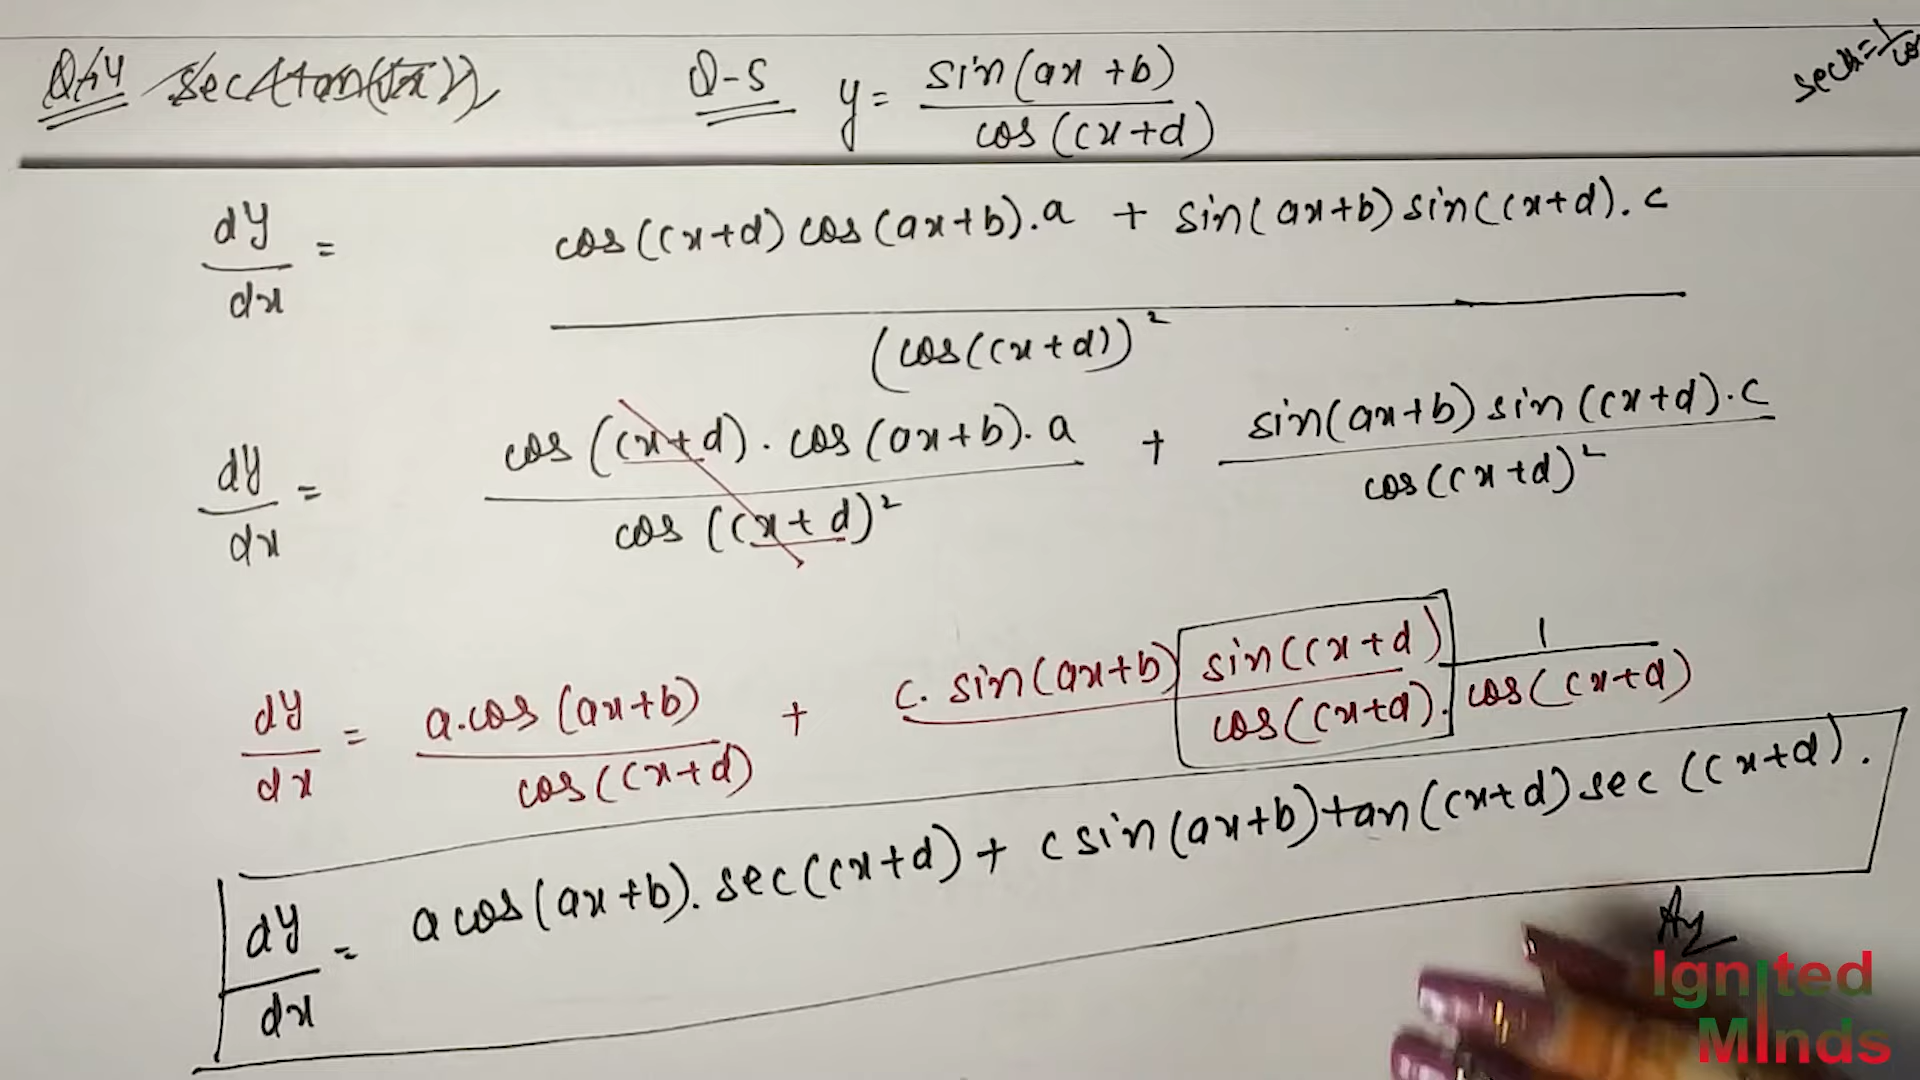 Q-4 sec(tan(√x)) Q-5 y = sin(ax+b) / cos(cx+d)
secx = 1/cos
dy/dx = cos(cx+d) cos(ax+b).a + sin(ax+b) sin(cx+d).c / (cos(cx+d))²
dy/dx = cos(cx+d).cos(ax+b).a / cos(cx+d)² + sin(ax+b) sin(cx+d).c / cos(cx+d)²
dy/dx = a.cos(ax+b) / cos(cx+d) + c.sin(ax+b) sin(cx+d) / cos(cx+d) . 1 / cos(cx+d)
dy/dx = a cos(ax+b).sec(cx+d) + c sin(ax+b) tan(cx+d) sec(cx+d).
Ignited
Minds